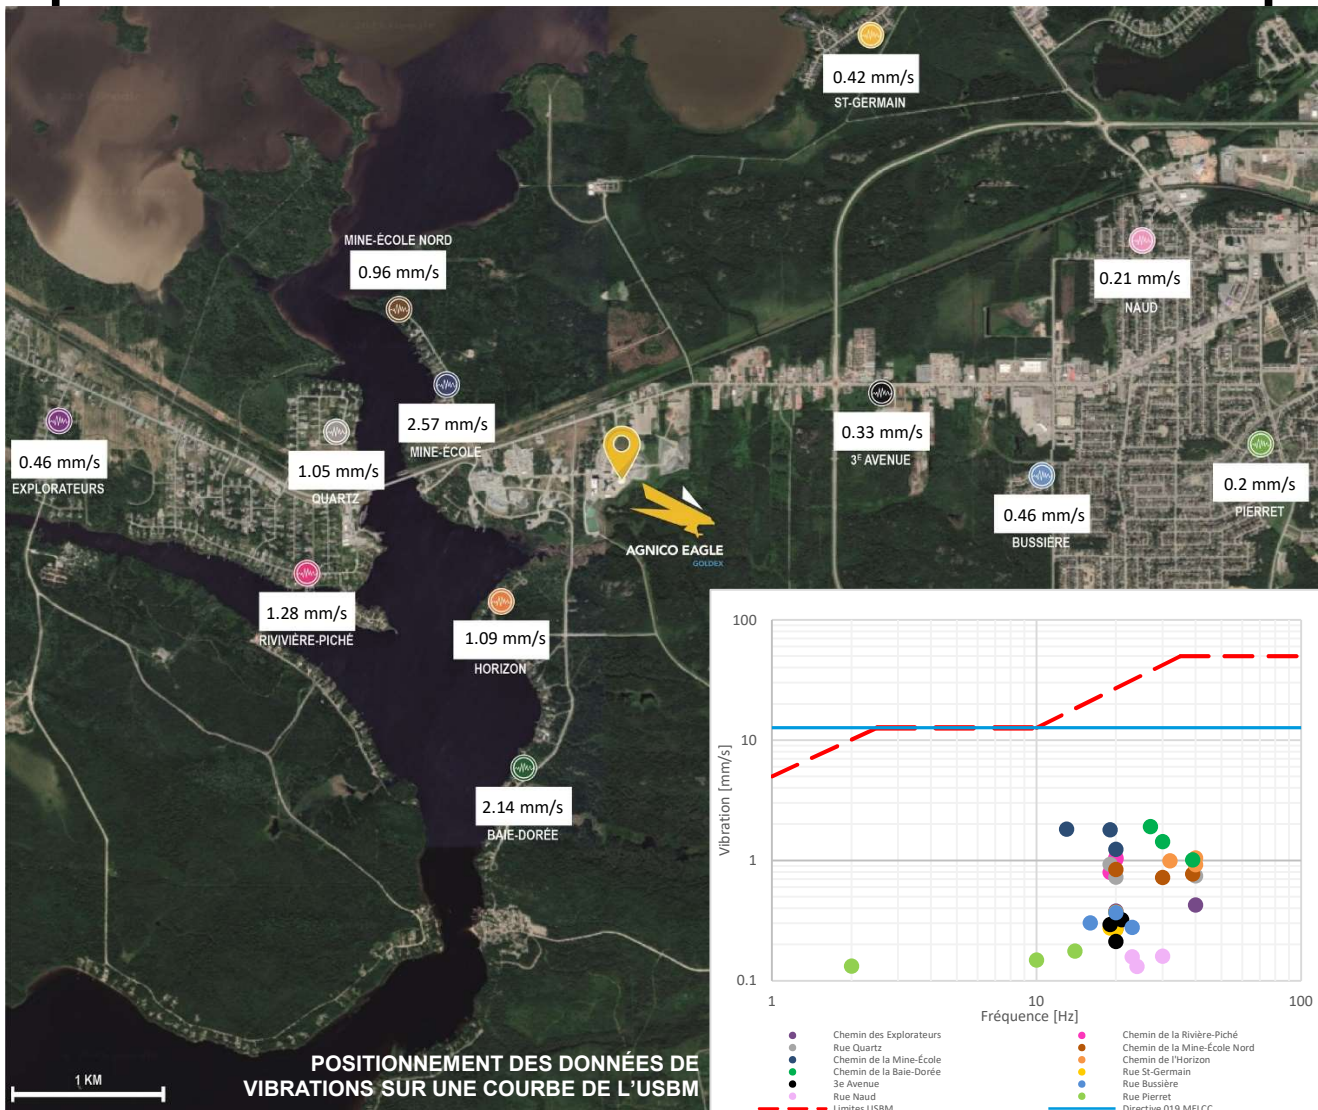 0.42 mm/s
ST-GERMAIN
MINE-ÉCOLE NORD
0.96 mm/s
0.21 mm/s
NAUD
2.57 mm/s
MINE-ÉCOLE
0.46 mm/s
EXPLORATEURS
1.05 mm/s
QUARTZ
0.33 mm/s
3E AVENUE
0.2 mm/s
PIERRET
0.46 mm/s
BUSSIÈRE
AGNICO EAGLE
GOLDEX
1.28 mm/s
RIVIVIÈRE-PICHÉ
1.09 mm/s
HORIZON
2.14 mm/s
BAIE-DORÉE
POSITIONNEMENT DES DONNÉES DE
VIBRATIONS SUR UNE COURBE DE L'USBM
1 KM
100
10
1
0.1
Vibration [mm/s]
1
10
100
Fréquence [Hz]
Chemin des Explorateurs
Chemin de la Rivière-Piché
Rue Quartz
Chemin de la Mine-École Nord
Chemin de la Mine-École
Chemin de l'Horizon
Chemin de la Baie-Dorée
Rue St-Germain
3e Avenue
Rue Bussière
Rue Naud
Rue Pierret
Limites USBM
Directive 019 MELCC